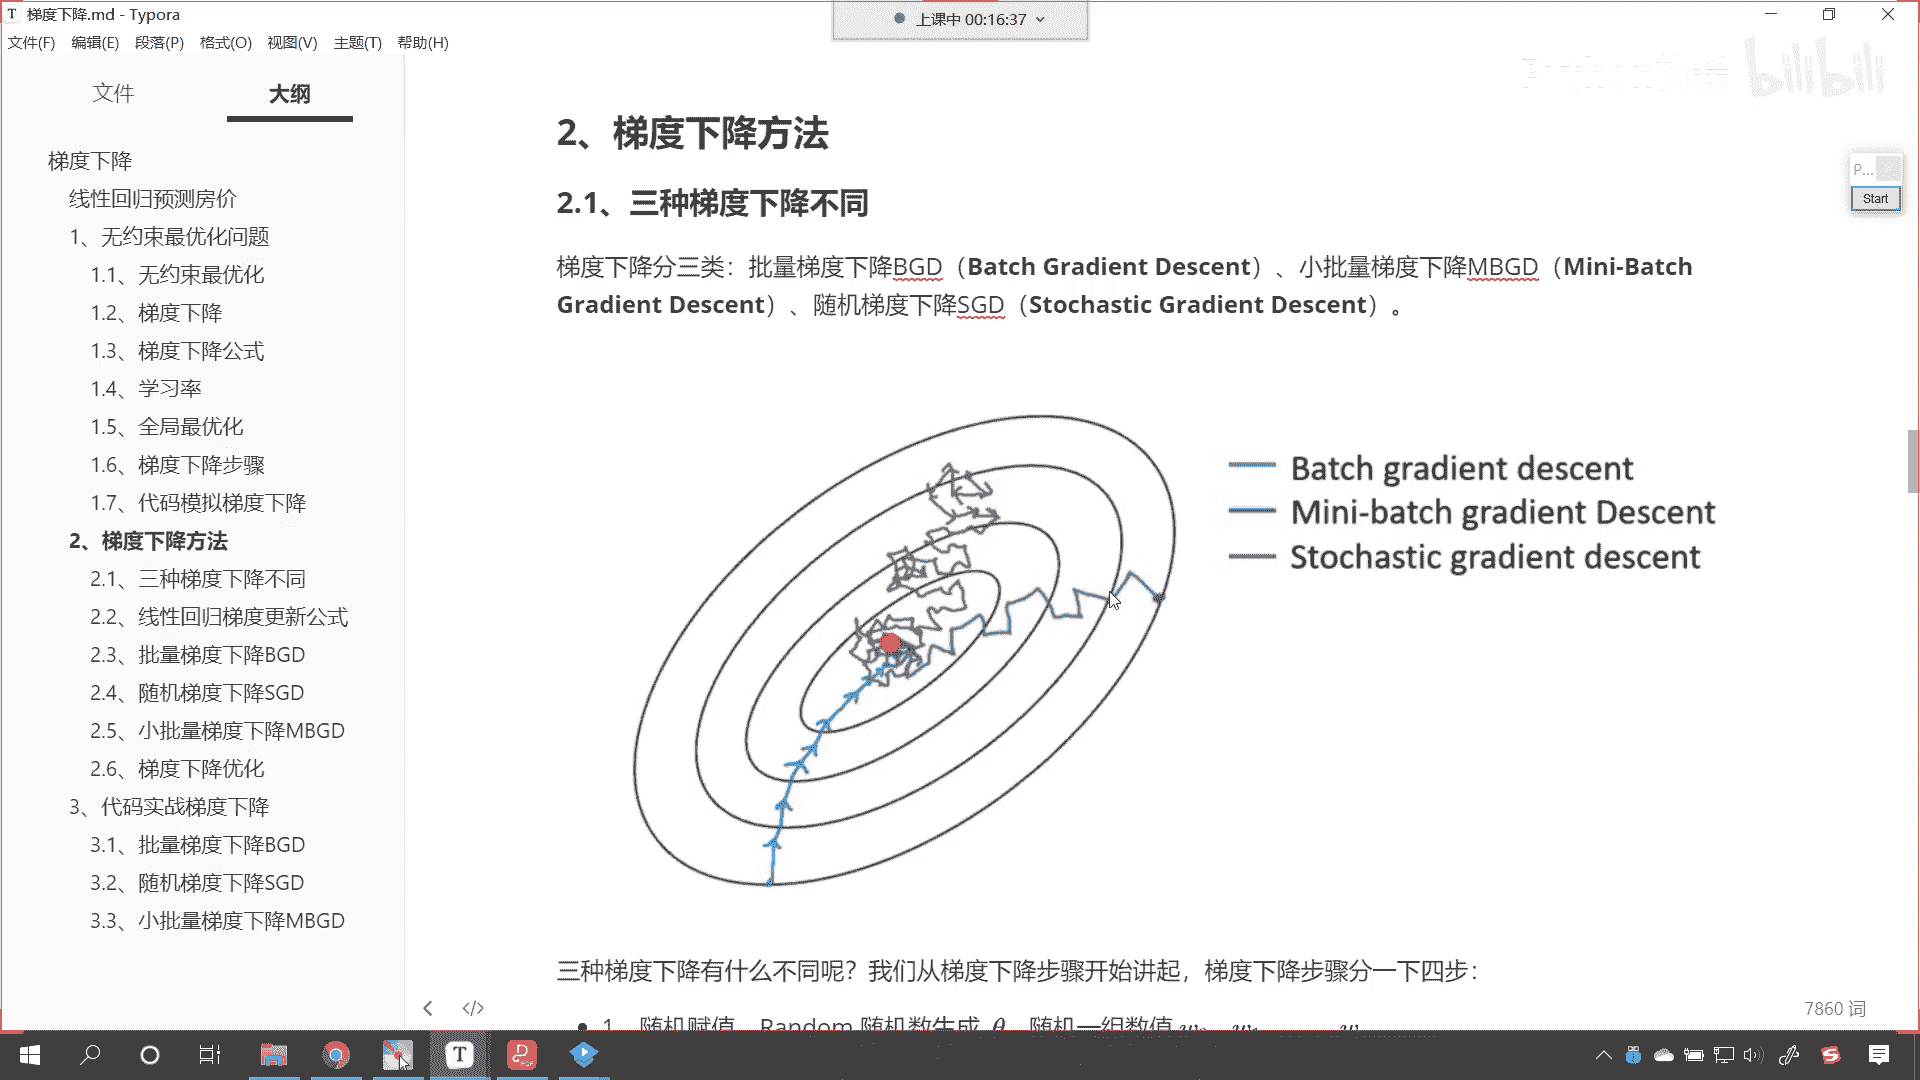 梯度下降.md - Typora
上课中 00:16:37
文件(F) 编辑(E) 段落(P) 格式(O) 视图(V) 主题(T) 帮助(H)
bilibili
文件 大纲
梯度下降
线性回归预测房价
1、无约束最优化问题
1.1、无约束最优化
1.2、梯度下降
1.3、梯度下降公式
1.4、学习率
1.5、全局最优化
1.6、梯度下降步骤
1.7、代码模拟梯度下降
2、梯度下降方法
2.1、三种梯度下降不同
2.2、线性回归梯度更新公式
2.3、批量梯度下降BGD
2.4、随机梯度下降SGD
2.5、小批量梯度下降MBGD
2.6、梯度下降优化
3、代码实战梯度下降
3.1、批量梯度下降BGD
3.2、随机梯度下降SGD
3.3、小批量梯度下降MBGD
2、梯度下降方法
2.1、三种梯度下降不同
梯度下降分三类：批量梯度下降BGD（Batch Gradient Descent）、小批量梯度下降MBGD（Mini-Batch
Gradient Descent）、随机梯度下降SGD（Stochastic Gradient Descent）。
Batch gradient descent
Mini-batch gradient Descent
Stochastic gradient descent
三种梯度下降有什么不同呢？我们从梯度下降步骤开始讲起，梯度下降步骤分一下四步：
1、随机赋值，Random 随机数生成 θ，随机一组数值
P...
Start
7860 词